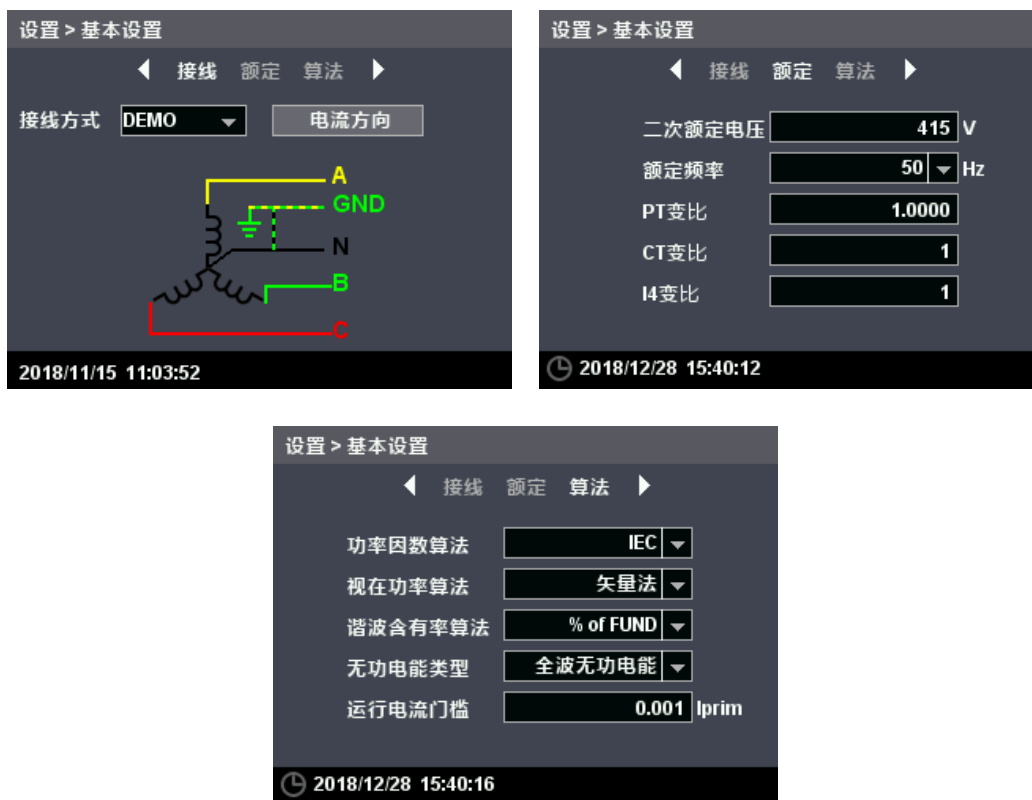 设置 > 基本设置
接线 额定 算法
接线方式 DEMO 电流方向
A
GND
N
B
C
2018/11/15 11:03:52
设置 > 基本设置
接线 额定 算法
二次额定电压 415 V
额定频率 50 Hz
PT变比 1.0000
CT变比 1
I4变比 1
2018/12/28 15:40:12
设置 > 基本设置
接线 额定 算法
功率因数算法 IEC
视在功率算法 矢量法
谐波含有率算法 % of FUND
无功电能类型 全波无功电能
运行电流门槛 0.001 Iprim
2018/12/28 15:40:16